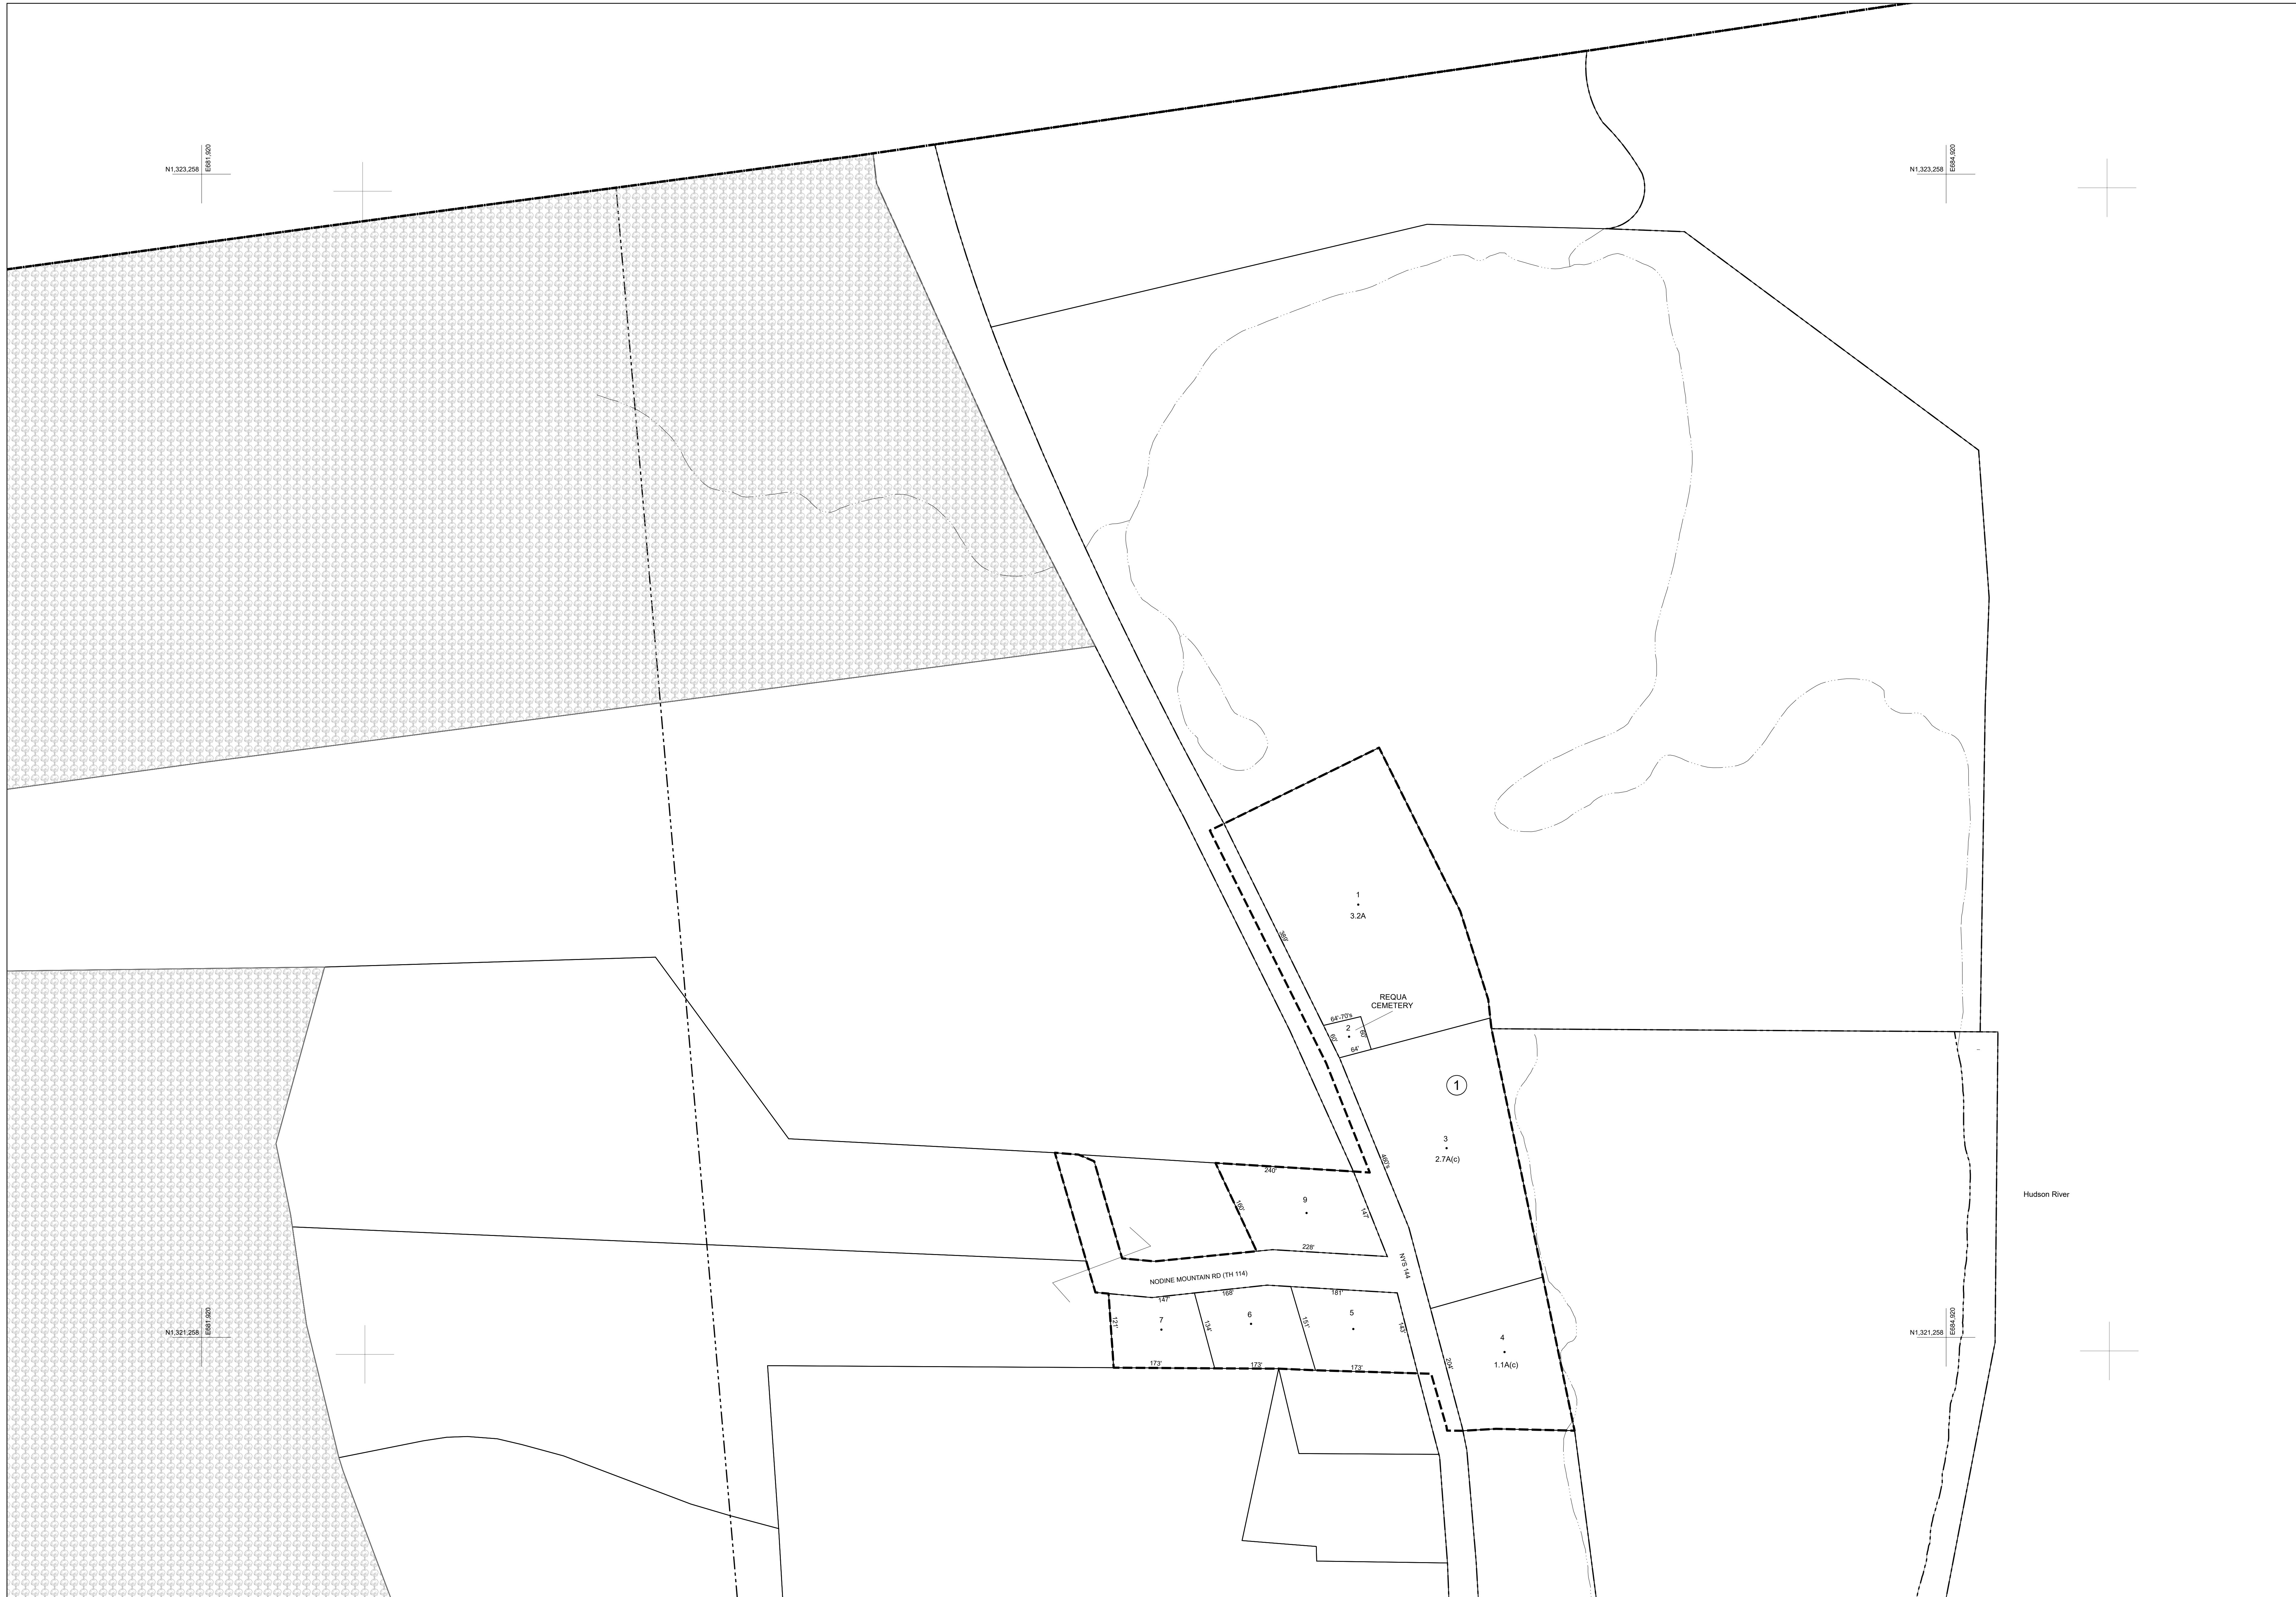 N1,323,258
E681,920
N1,323,258
E684,920
1
3.2A
389'
REQUA
CEMETERY
64'-70's
2
60'
60'
64'
1
3
2.7A(c)
460's
240'
9
160'
147'
228'
Hudson River
NYS 144
NODINE MOUNTAIN RD (TH 114)
147'
168'
181'
7
6
5
121'
134'
151'
143'
173'
173'
173'
4
1.1A(c)
204'
N1,321,258
E681,920
N1,321,258
E684,920